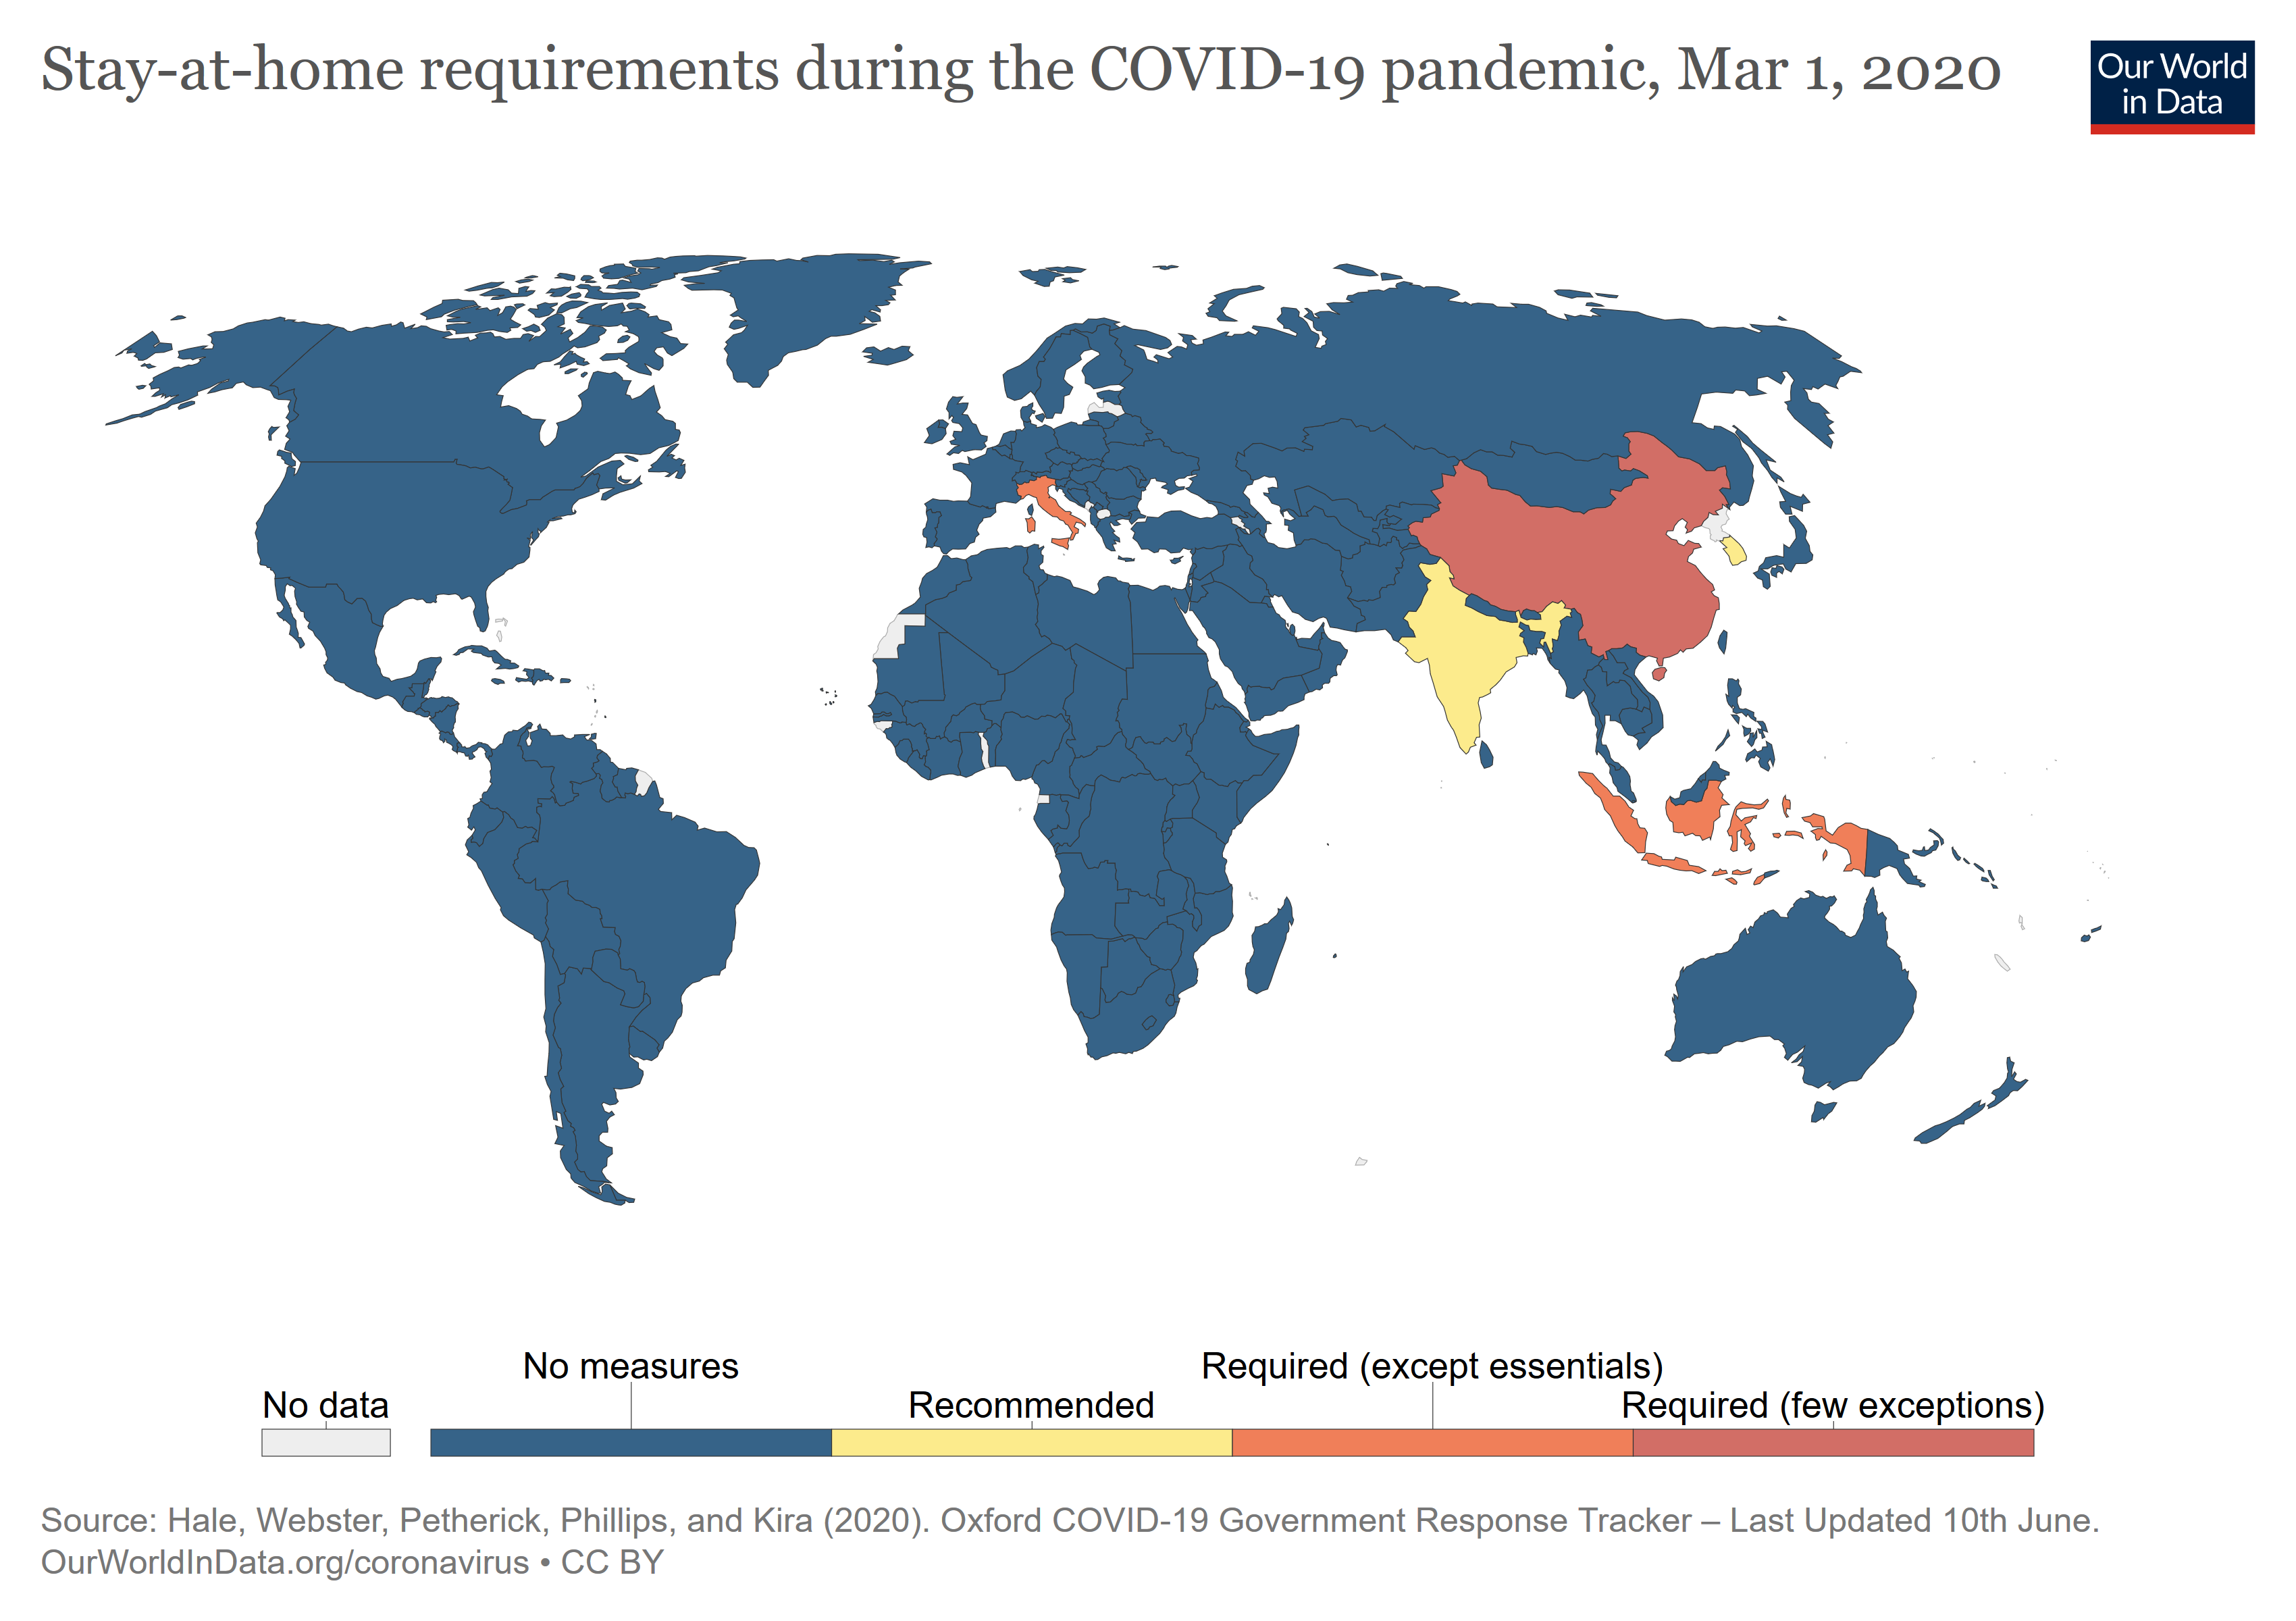 Stay-at-home requirements during the COVID-19 pandemic, Mar 1, 2020
Our World
in Data
No measures
Required (except essentials)
No data
Recommended
Required (few exceptions)
Source: Hale, Webster, Petherick, Phillips, and Kira (2020). Oxford COVID-19 Government Response Tracker – Last Updated 10th June.
OurWorldInData.org/coronavirus • CC BY